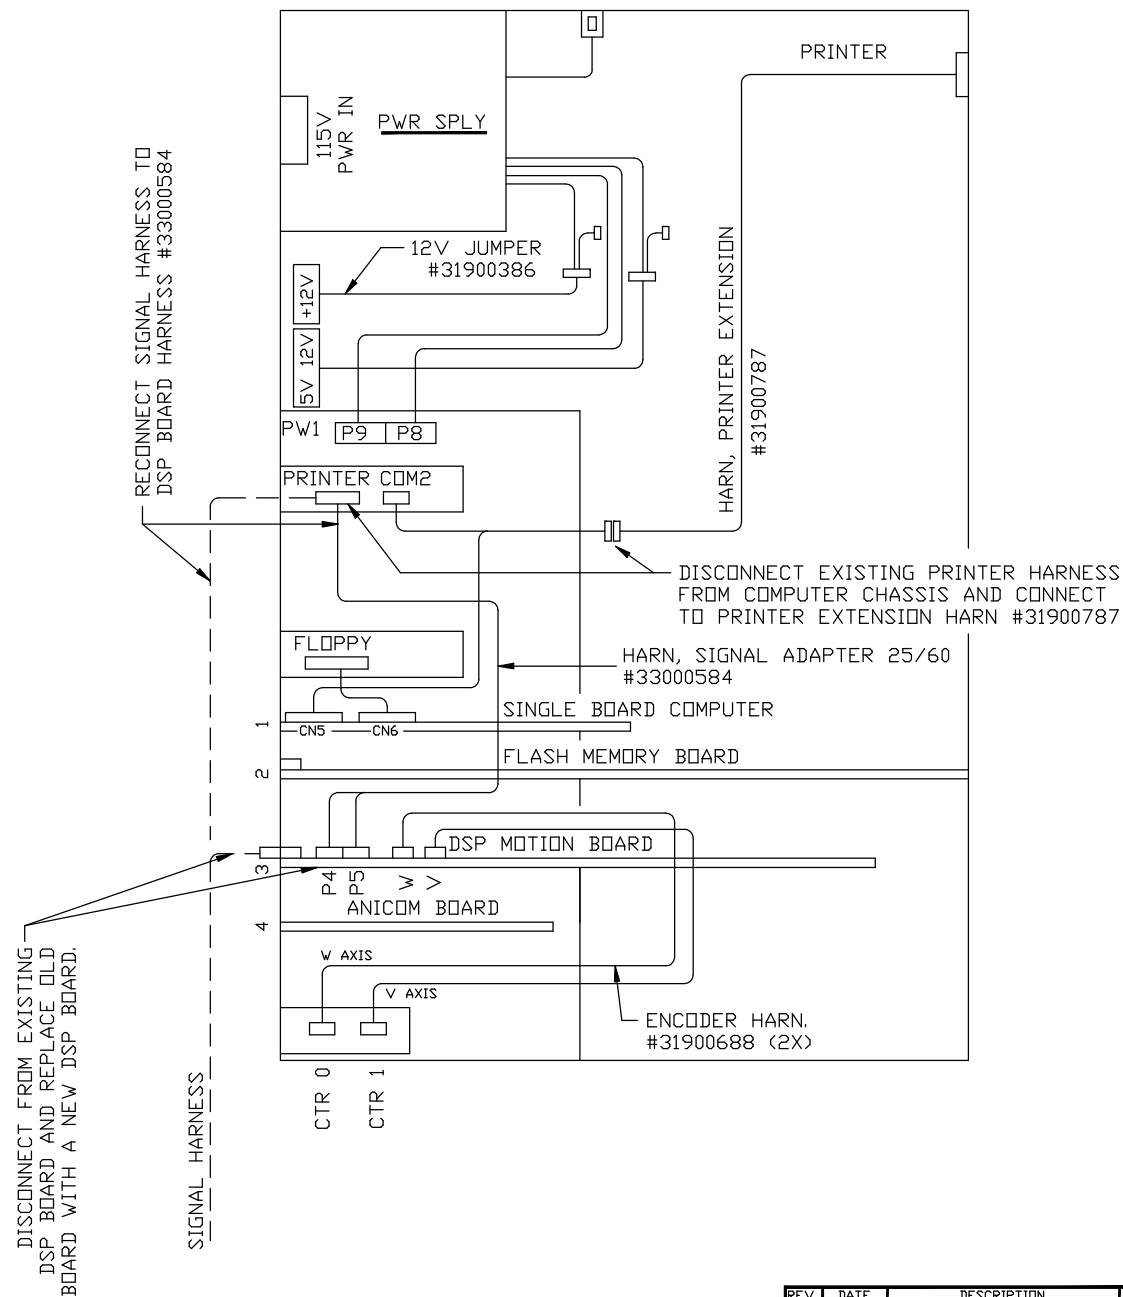 PRINTER
115V
PWR IN
PWR SPLY
RECONNECT SIGNAL HARNESS TO
DSP BOARD HARNESS #33000584
12V JUMPER
#31900386
+12V
5V 12V
HARN, PRINTER EXTENSION
#31900787
PW1
P9
P8
PRINTER COM2
DISCONNECT EXISTING PRINTER HARNESS
FROM COMPUTER CHASSIS AND CONNECT
TO PRINTER EXTENSION HARN #31900787
FLOPPY
HARN, SIGNAL ADAPTER 25/60
#33000584
SINGLE BOARD COMPUTER
1
CN5
CN6
FLASH MEMORY BOARD
2
DSP MOTION BOARD
3
P4
P5
W
V
ANICOM BOARD
4
W AXIS
V AXIS
ENCODER HARN.
#31900688 (2X)
CTR 0
CTR 1
DISCONNECT FROM EXISTING
DSP BOARD AND REPLACE OLD
BOARD WITH A NEW DSP BOARD.
SIGNAL HARNESS
REV DATE DESCRIPTION